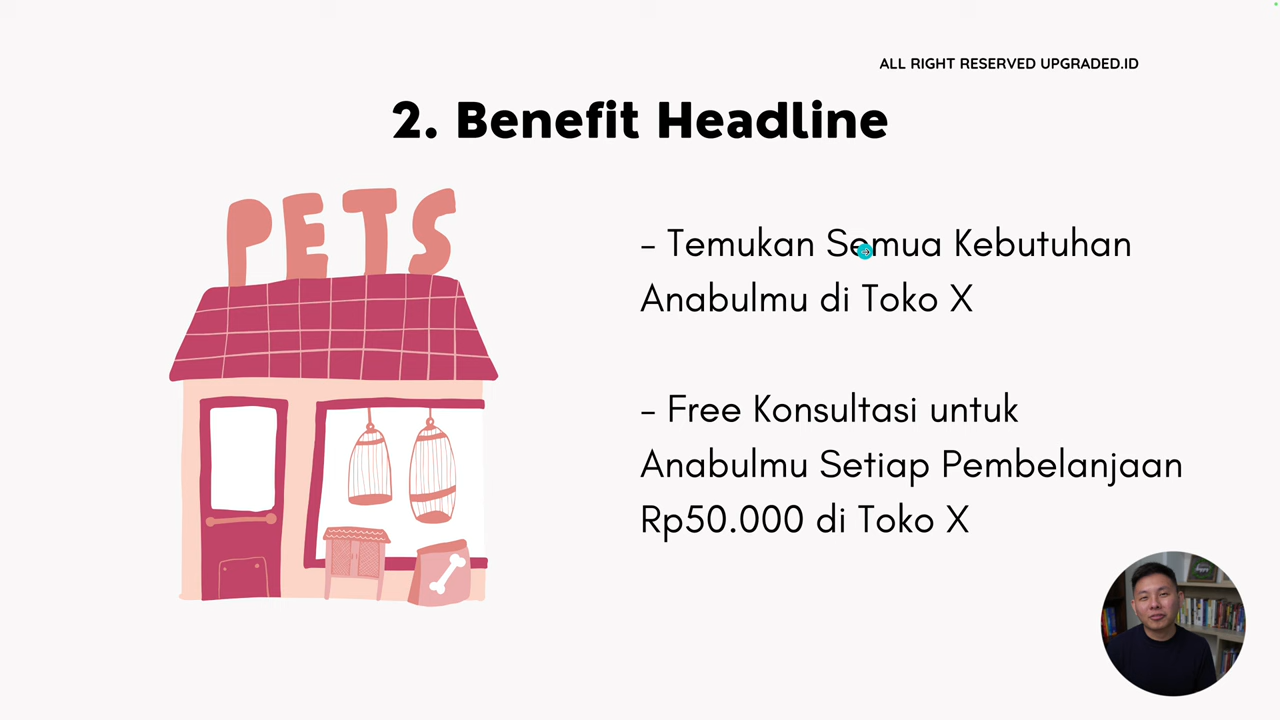 ALL RIGHT RESERVED UPGRADED.ID
2. Benefit Headline
PETS
- Temukan Semua Kebutuhan
Anabulmu di Toko X
- Free Konsultasi untuk
Anabulmu Setiap Pembelanjaan
Rp50.000 di Toko X